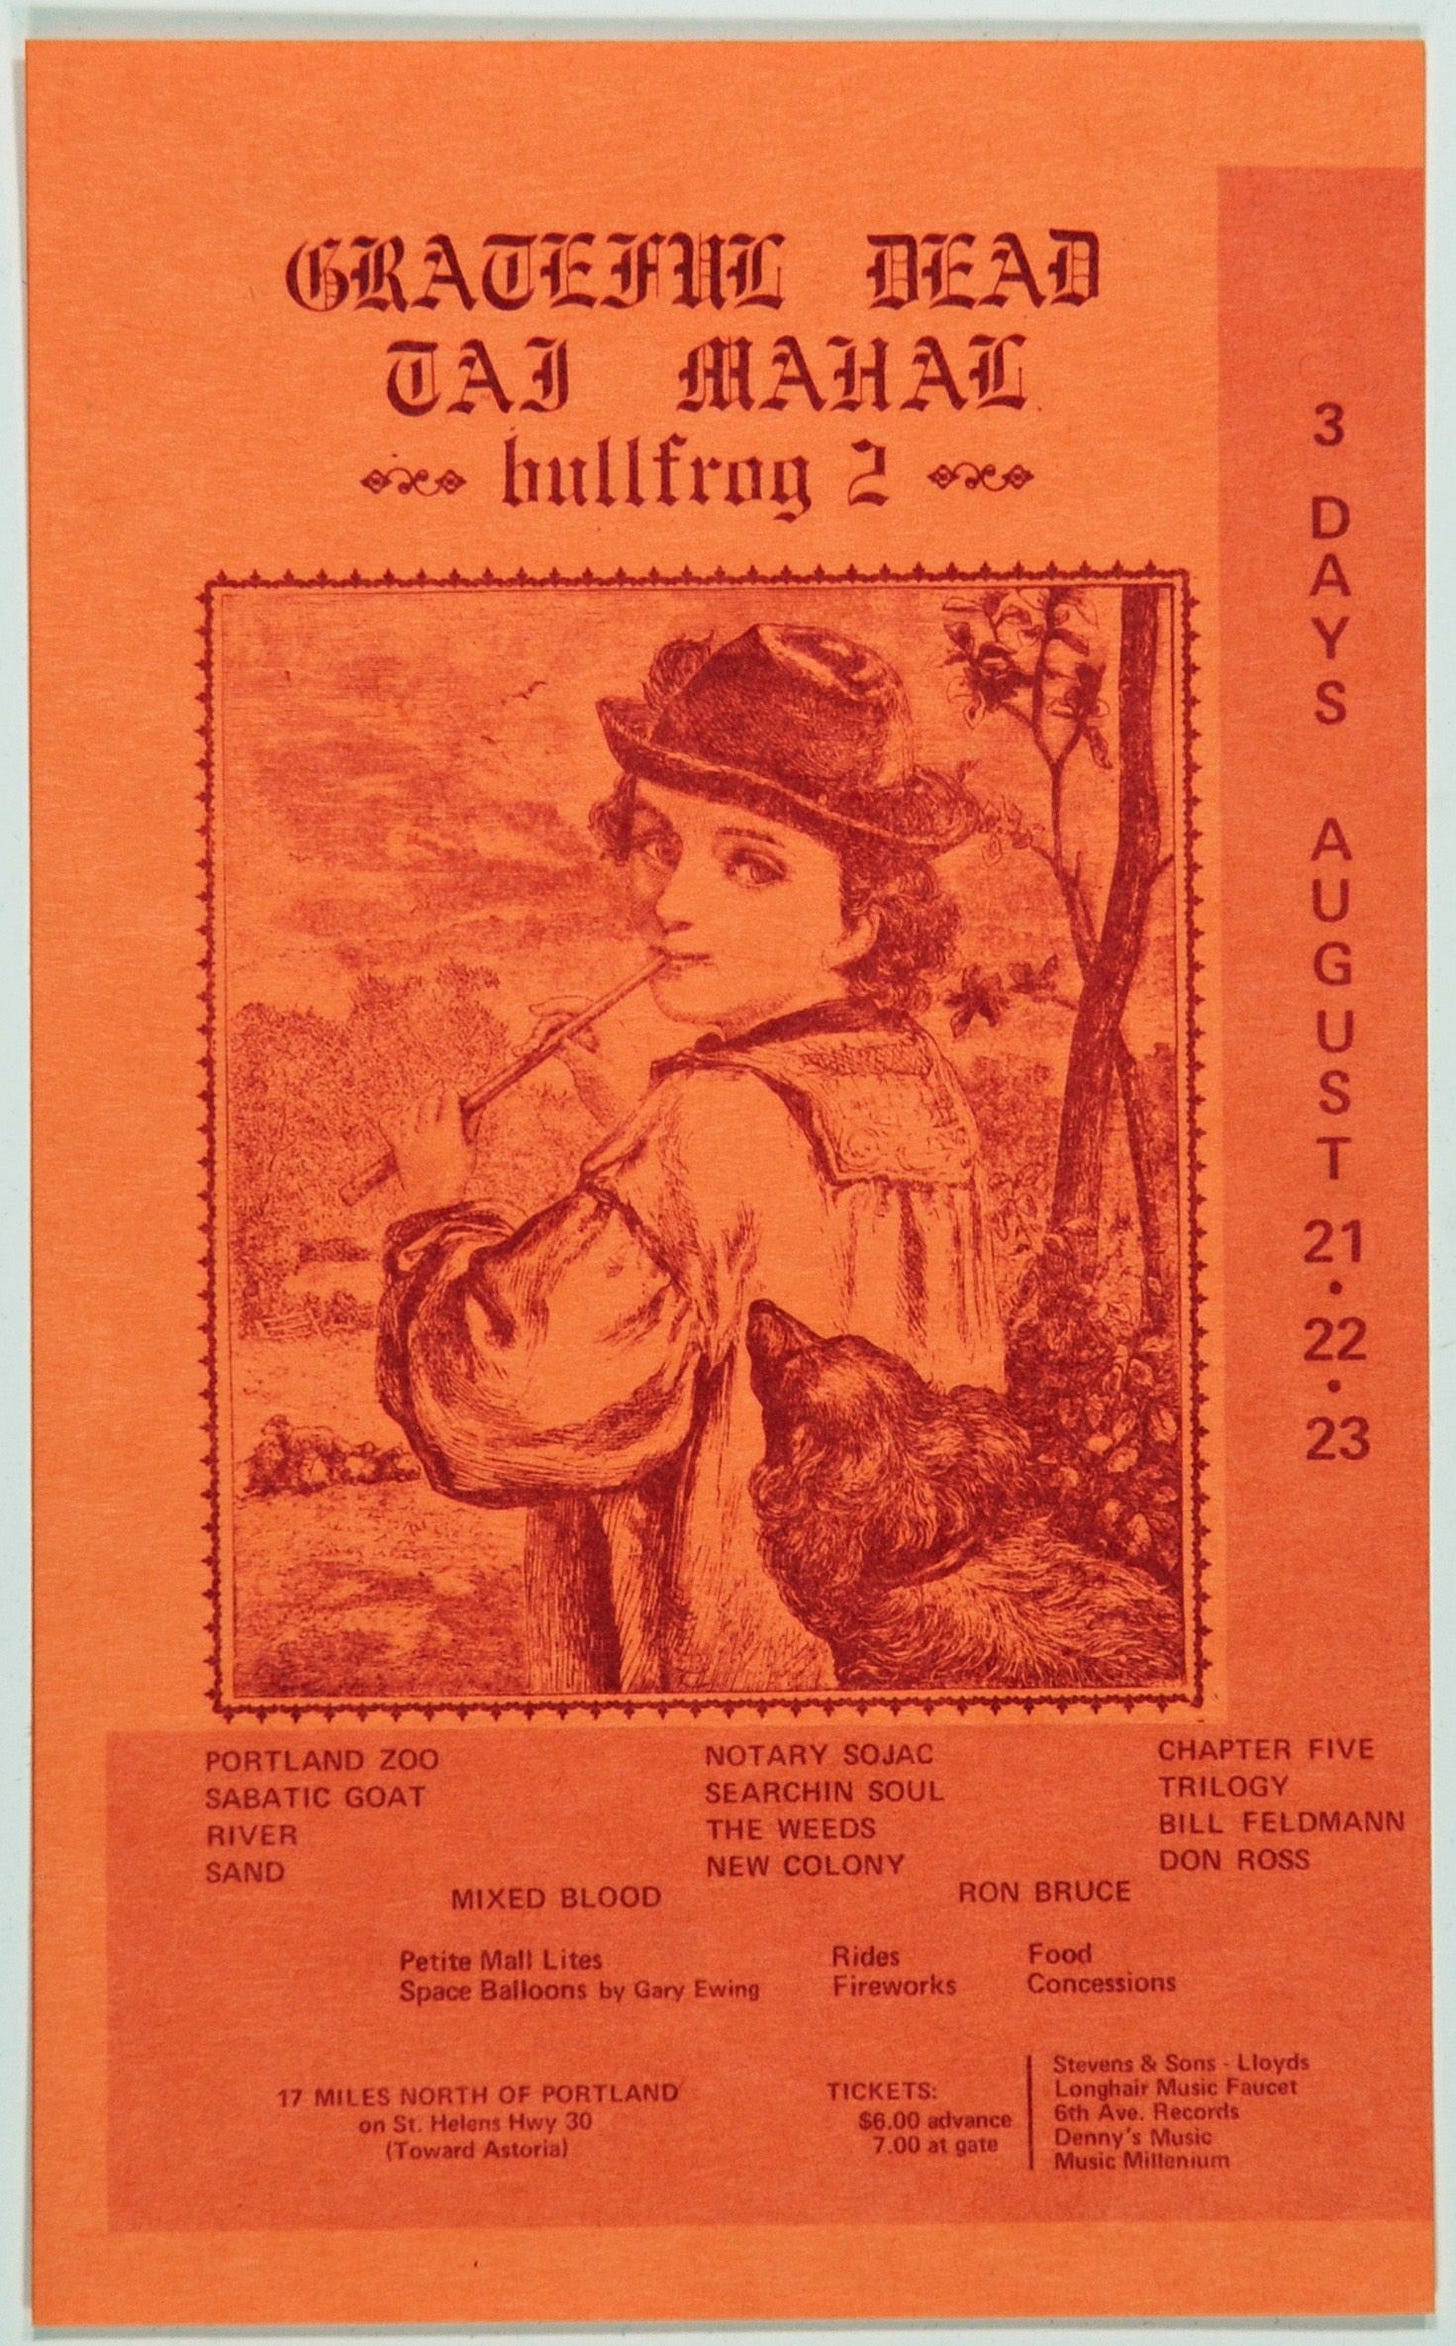 GRATEFUL DEAD
TAJ MAHAL
bullfrog 2
3 DAYS AUGUST 21 • 22 • 23
PORTLAND ZOO
SABATIC GOAT
RIVER
SAND
NOTARY SOJAC
SEARCHIN SOUL
THE WEEDS
NEW COLONY
CHAPTER FIVE
TRILOGY
BILL FELDMANN
DON ROSS
MIXED BLOOD
RON BRUCE
Petite Mall Lites
Space Balloons by Gary Ewing
Rides
Fireworks
Food
Concessions
17 MILES NORTH OF PORTLAND
on St. Helens Hwy 30
(Toward Astoria)
TICKETS:
$6.00 advance
7.00 at gate
Stevens & Sons - Lloyds
Longhair Music Faucet
6th Ave. Records
Denny's Music
Music Millenium